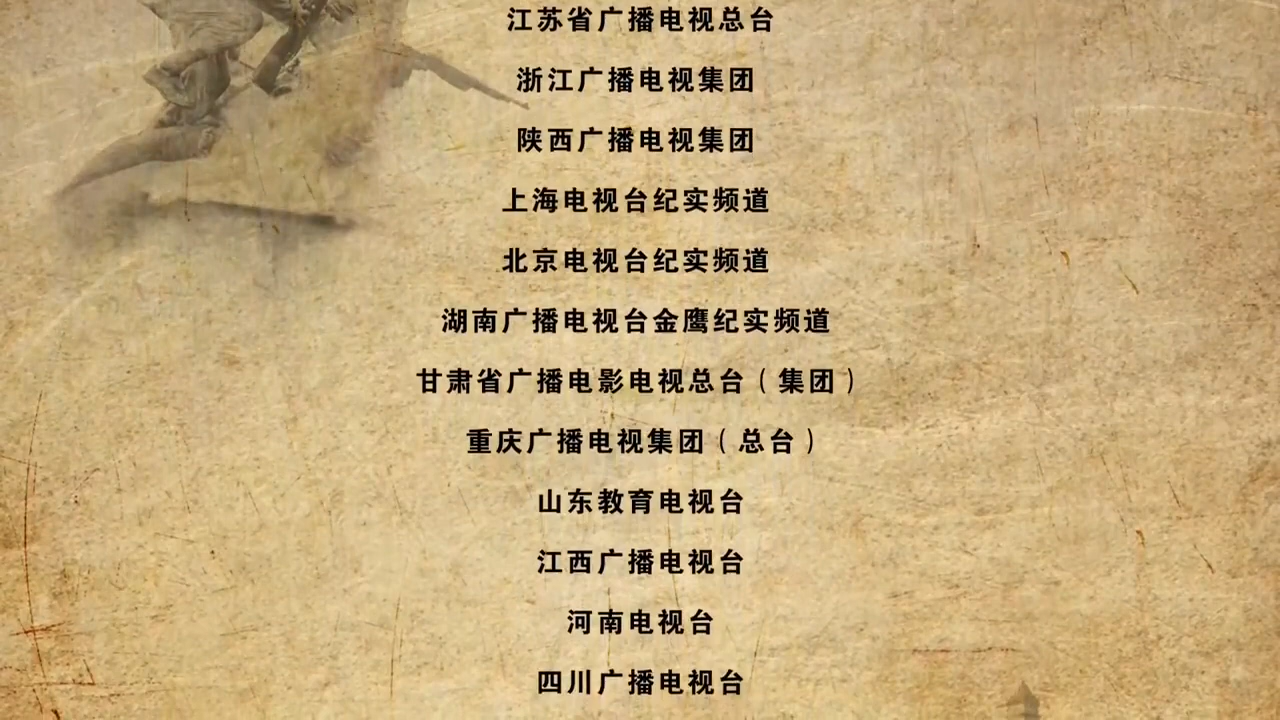 江苏省广播电视总台
浙江广播电视集团
陕西广播电视集团
上海电视台纪实频道
北京电视台纪实频道
湖南广播电视台金鹰纪实频道
甘肃省广播电影电视总台（集团）
重庆广播电视集团（总台）
山东教育电视台
江西广播电视台
河南电视台
四川广播电视台